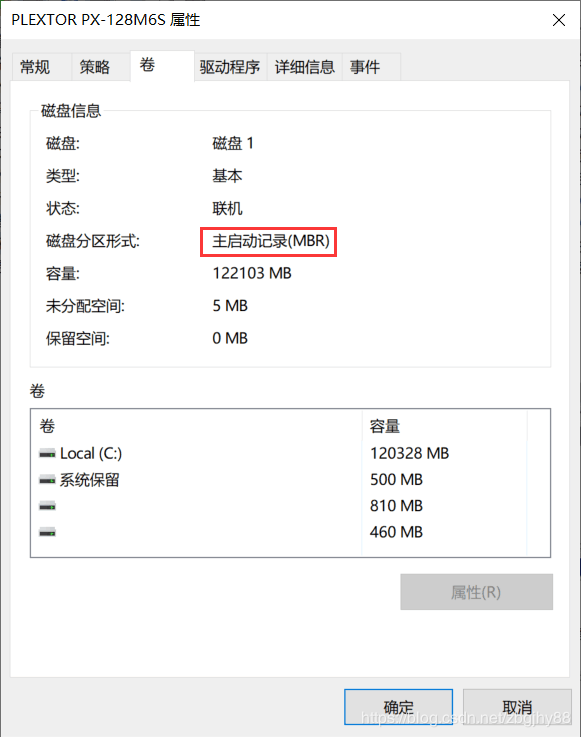 PLEXTOR PX-128M6S 属性
常规 策略 卷 驱动程序 详细信息 事件
磁盘信息
磁盘: 磁盘 1
类型: 基本
状态: 联机
磁盘分区形式: 主启动记录(MBR)
容量: 122103 MB
未分配空间: 5 MB
保留空间: 0 MB
卷
卷 容量
Local (C:) 120328 MB
系统保留 500 MB
810 MB
460 MB
属性(R)
确定 取消
https://blog.csdn.net/zbgjhy88